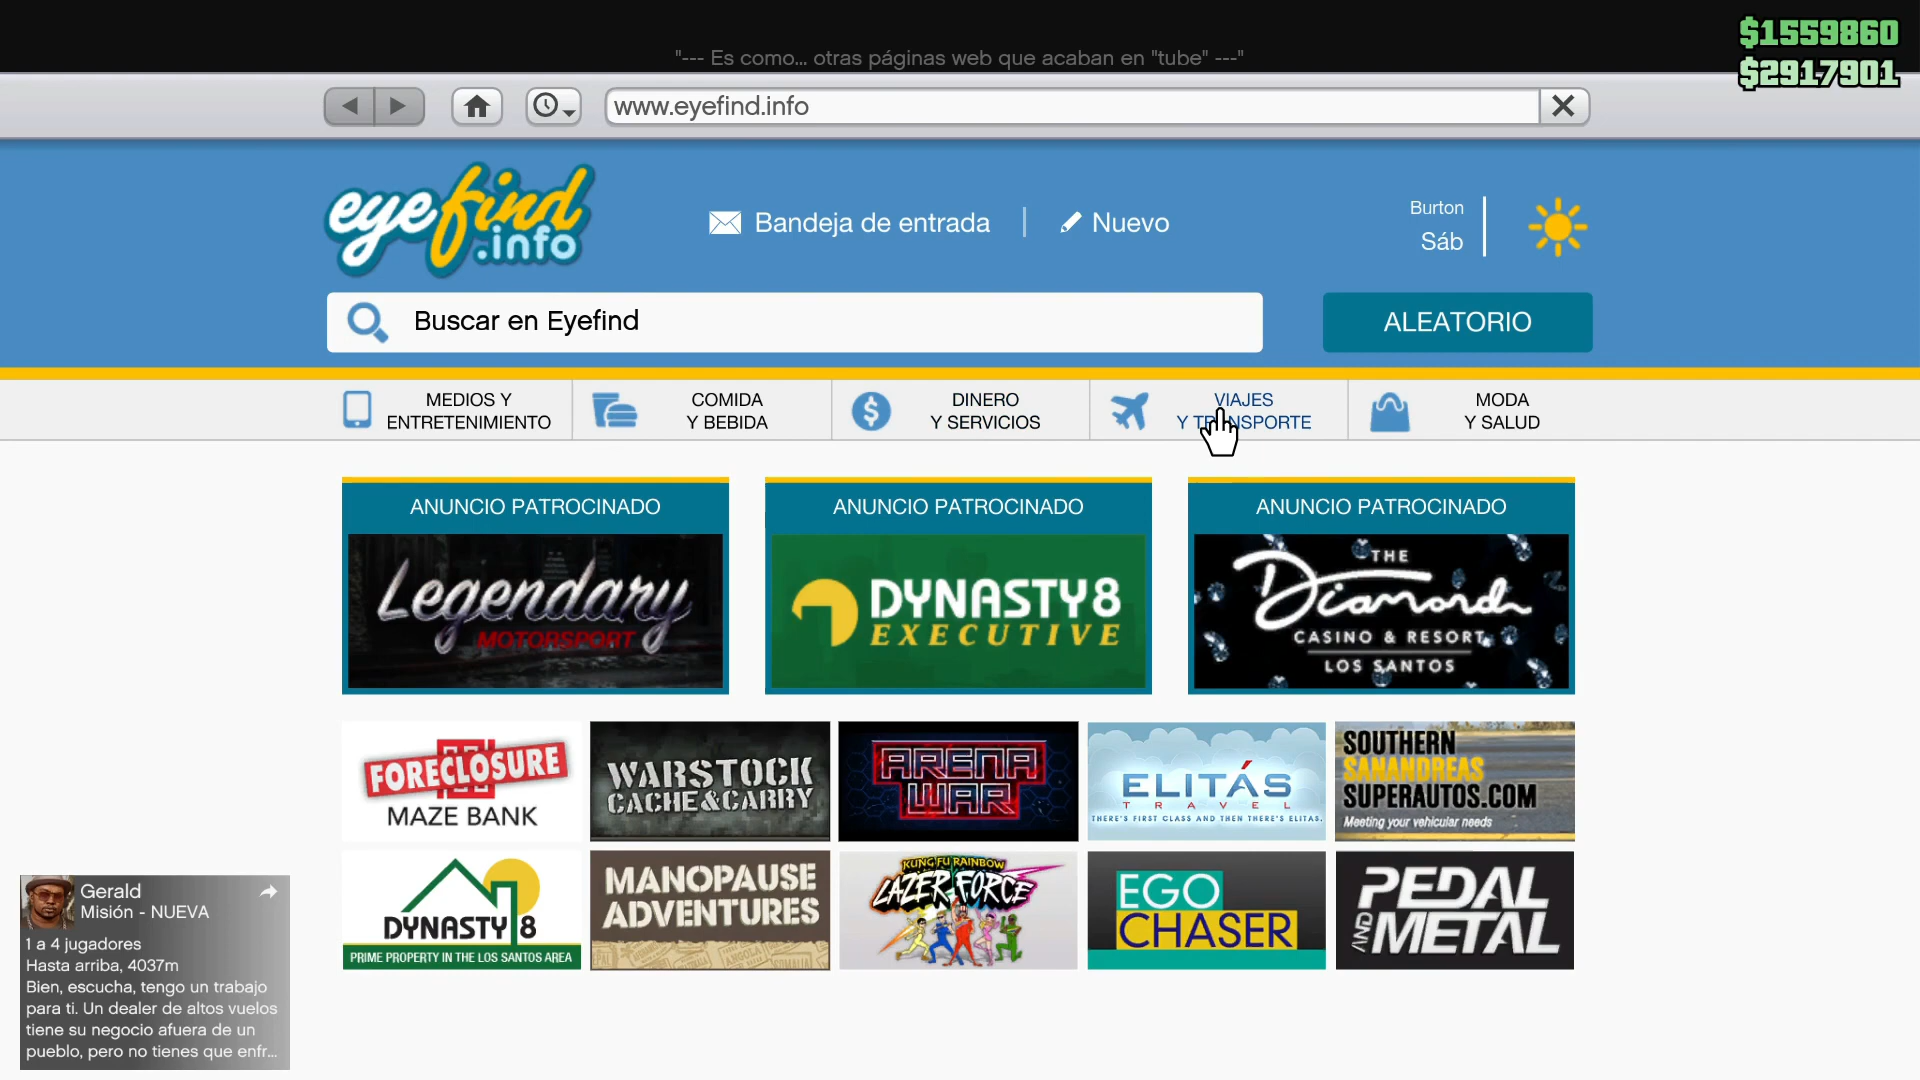 $1559860
"--- Es como... otras páginas web que acaban en "tube" ---"
$2917901
www.eyefind.info
eyefind
.info
Bandeja de entrada
Nuevo
Burton
Sáb
Buscar en Eyefind
ALEATORIO
MEDIOS Y
ENTRETENIMIENTO
COMIDA
Y BEBIDA
DINERO
Y SERVICIOS
VIAJES
Y TRANSPORTE
MODA
Y SALUD
ANUNCIO PATROCINADO
Legendary
MOTORSPORT
ANUNCIO PATROCINADO
DYNASTY8
EXECUTIVE
ANUNCIO PATROCINADO
THE
Diamond
CASINO & RESORT
LOS SANTOS
FORECLOSURE
MAZE BANK
WARSTOCK
CACHE&CARRY
ARENA
WAR
ELITÁS
TRAVEL
THERE'S FIRST CLASS AND THEN THERE'S ELITAS.
SOUTHERN
SANANDREAS
SUPERAUTOS.COM
Meeting your vehicular needs
DYNASTY 8
PRIME PROPERTY IN THE LOS SANTOS AREA
MANOPAUSE
ADVENTURES
KUNG FU RAINBOW
LAZER FORCE
EGO
CHASER
PEDAL
AND METAL
Gerald
Misión - NUEVA
1 a 4 jugadores
Hasta arriba, 4037m
Bien, escucha, tengo un trabajo
para ti. Un dealer de altos vuelos
tiene su negocio afuera de un
pueblo, pero no tienes que enfr...